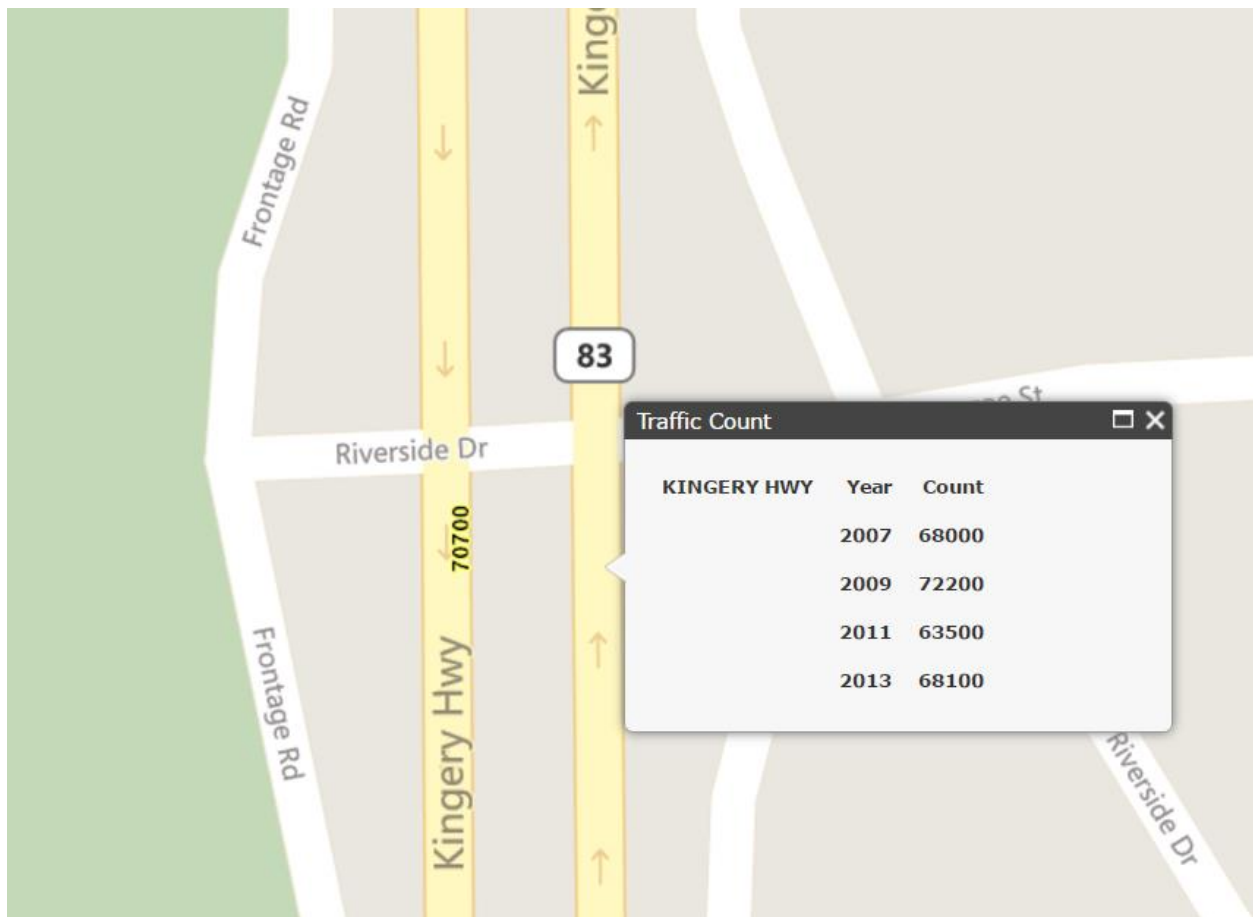 Kinge
Frontage Rd
83
St
Traffic Count
Riverside Dr
KINGERY HWY Year Count
70700
2007 68000
2009 72200
2011 63500
2013 68100
Kingery Hwy
Frontage Rd
Riverside Dr